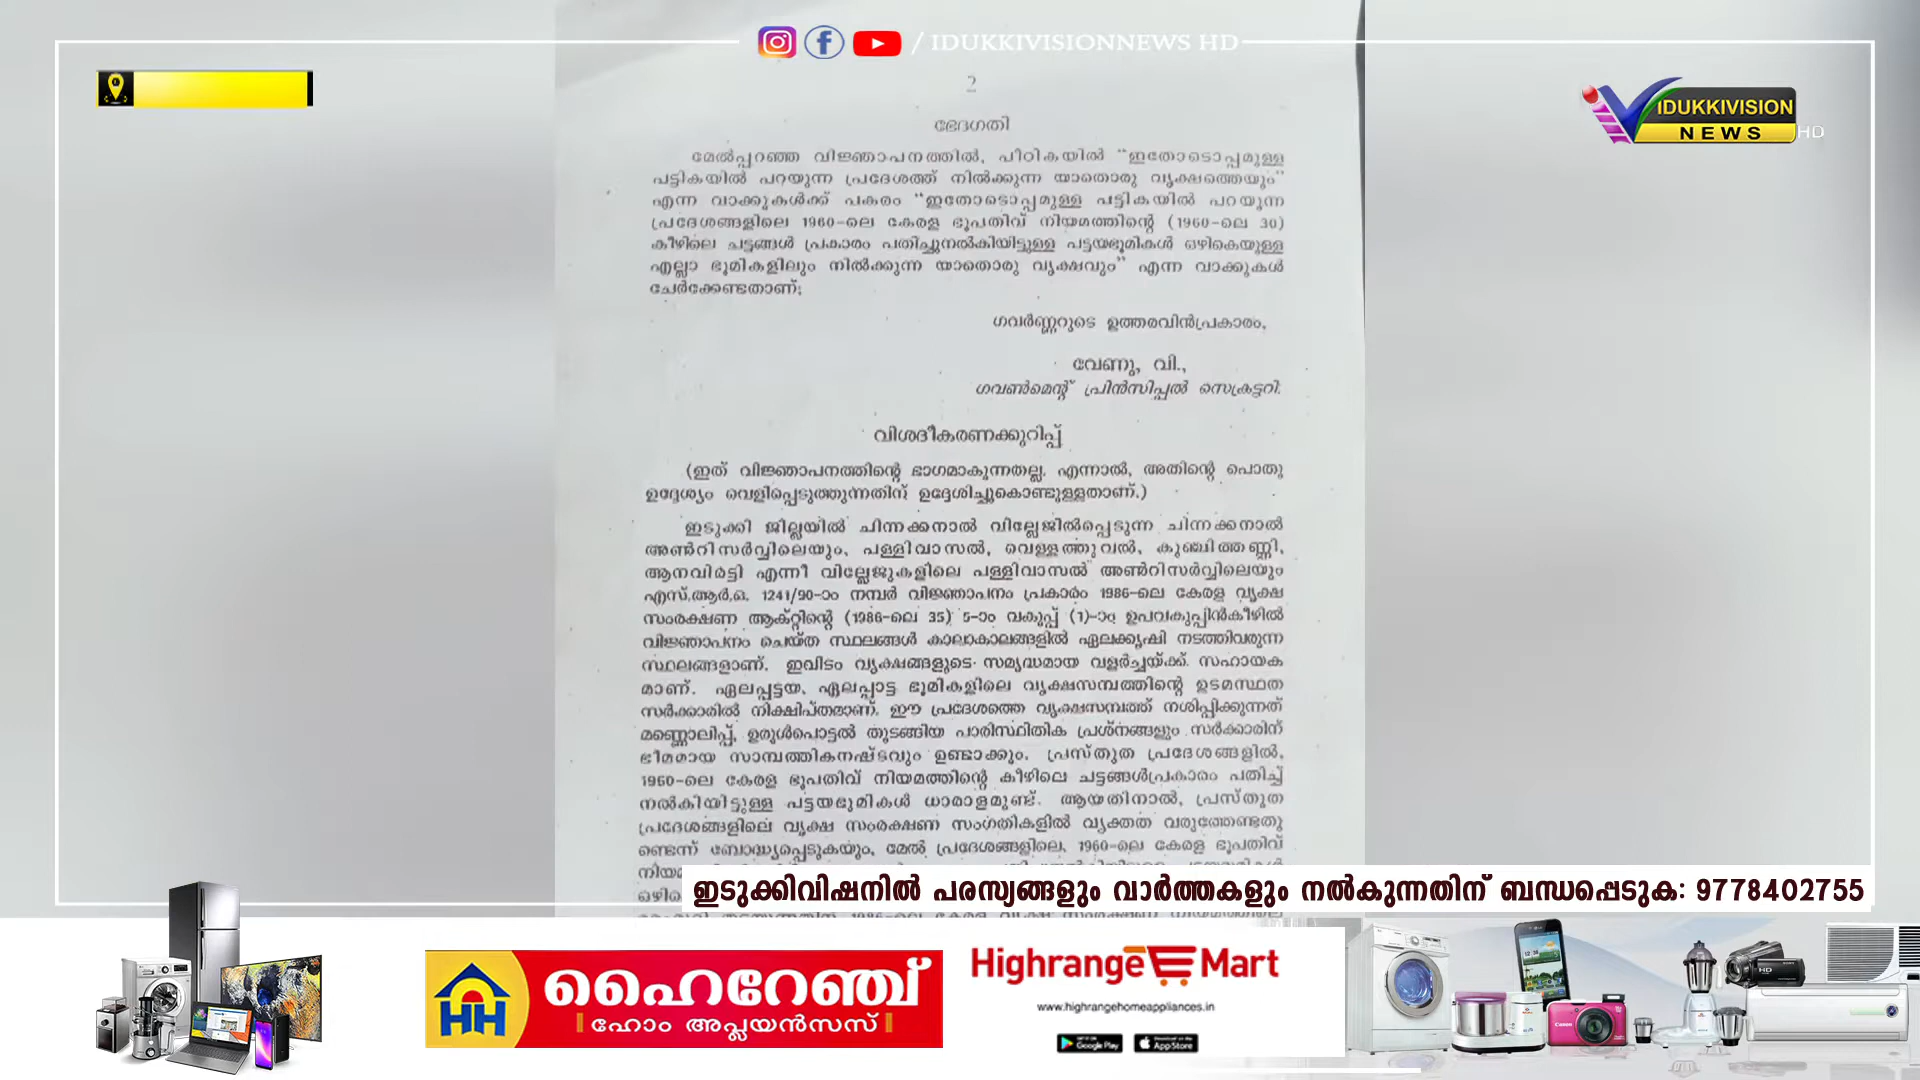 / IDUKKIVISIONNEWS HD
IDUKKIVISION
NEWS HD
2
ഭേദഗതി
മേൽപ്പറഞ്ഞ വിജ്ഞാപനത്തിൽ, പീഠികയിൽ "ഇതോടൊപ്പമുള്ള
പട്ടികയിൽ പറയുന്ന പ്രദേശത്ത് നിൽക്കുന്ന യാതൊരു വൃക്ഷത്തെയും"
എന്ന വാക്കുകൾക്ക് പകരം "ഇതോടൊപ്പമുള്ള പട്ടികയിൽ പറയുന്ന
പ്രദേശങ്ങളിലെ 1960-ലെ കേരള ഭൂപതിവ് നിയമത്തിന്റെ (1960-ലെ 30)
കീഴിലെ ചട്ടങ്ങൾ പ്രകാരം പതിച്ചുനൽകിയിട്ടുള്ള പട്ടയഭൂമികൾ ഒഴികെയുള്ള
എല്ലാ ഭൂമികളിലും നിൽക്കുന്ന യാതൊരു വൃക്ഷവും" എന്ന വാക്കുകൾ
ചേർക്കേണ്ടതാണ്;
ഗവർണ്ണറുടെ ഉത്തരവിൻപ്രകാരം,
വേണു, വി.,
ഗവൺമെന്റ് പ്രിൻസിപ്പൽ സെക്രട്ടറി.
വിശദീകരണക്കുറിപ്പ്
(ഇത് വിജ്ഞാപനത്തിന്റെ ഭാഗമാകുന്നതല്ല. എന്നാൽ, അതിന്റെ പൊതു
ഉദ്ദേശ്യം വെളിപ്പെടുത്തുന്നതിന് ഉദ്ദേശിച്ചുകൊണ്ടുള്ളതാണ്.)
ഇടുക്കി ജില്ലയിൽ ചിന്നക്കനാൽ വില്ലേജിൽപ്പെടുന്ന ചിന്നക്കനാൽ
അൺറിസർവ്വിലെയും, പള്ളിവാസൽ, വെള്ളത്തൂവൽ, കുഞ്ചിത്തണ്ണി,
ആനവിരട്ടി എന്നീ വില്ലേജുകളിലെ പള്ളിവാസൽ അൺറിസർവ്വിലെയും
എസ്.ആർ.ഒ. 1241/90-ാം നമ്പർ വിജ്ഞാപനം പ്രകാരം 1986-ലെ കേരള വൃക്ഷ
സംരക്ഷണ ആക്റ്റിന്റെ (1986-ലെ 35) 5-ാം വകുപ്പ് (1)-ാം ഉപവകുപ്പിൻകീഴിൽ
വിജ്ഞാപനം ചെയ്ത സ്ഥലങ്ങൾ കാലാകാലങ്ങളിൽ ഏലക്കൃഷി നടത്തിവരുന്ന
സ്ഥലങ്ങളാണ്. ഇവിടം വൃക്ഷങ്ങളുടെ സമൃദ്ധമായ വളർച്ചയ്ക്ക് സഹായക
മാണ്. ഏലപ്പട്ടയ, ഏലപ്പാട്ട ഭൂമികളിലെ വൃക്ഷസമ്പത്തിന്റെ ഉടമസ്ഥത
സർക്കാരിൽ നിക്ഷിപ്തമാണ്. ഈ പ്രദേശത്തെ വൃക്ഷസമ്പത്ത് നശിപ്പിക്കുന്നത്
മണ്ണൊലിപ്പ്, ഉരുൾപൊട്ടൽ തുടങ്ങിയ പാരിസ്ഥിതിക പ്രശ്നങ്ങളും സർക്കാരിന്
ഭീമമായ സാമ്പത്തികനഷ്ടവും ഉണ്ടാക്കും. പ്രസ്തുത പ്രദേശങ്ങളിൽ,
1960-ലെ കേരള ഭൂപതിവ് നിയമത്തിന്റെ കീഴിലെ ചട്ടങ്ങൾപ്രകാരം പതിച്ച്
നൽകിയിട്ടുള്ള പട്ടയഭൂമികൾ ധാരാളമുണ്ട്. ആയതിനാൽ, പ്രസ്തുത
പ്രദേശങ്ങളിലെ വൃക്ഷ സംരക്ഷണ സംഗതികളിൽ വ്യക്തത വരുത്തേണ്ടതു
ണ്ടെന്ന് ബോദ്ധ്യപ്പെടുകയും, മേൽ പ്രദേശങ്ങളിലെ, 1960-ലെ കേരള ഭൂപതിവ്
ഇടുക്കിവിഷനിൽ പരസ്യങ്ങളും വാർത്തകളും നൽകുന്നതിന് ബന്ധപ്പെടുക: 9778402755
HH
ഹൈറേഞ്ച്
ഹോം അപ്ലയൻസസ്
Highrange Mart
www.highrangehomeappliances.in
Google Play
App Store